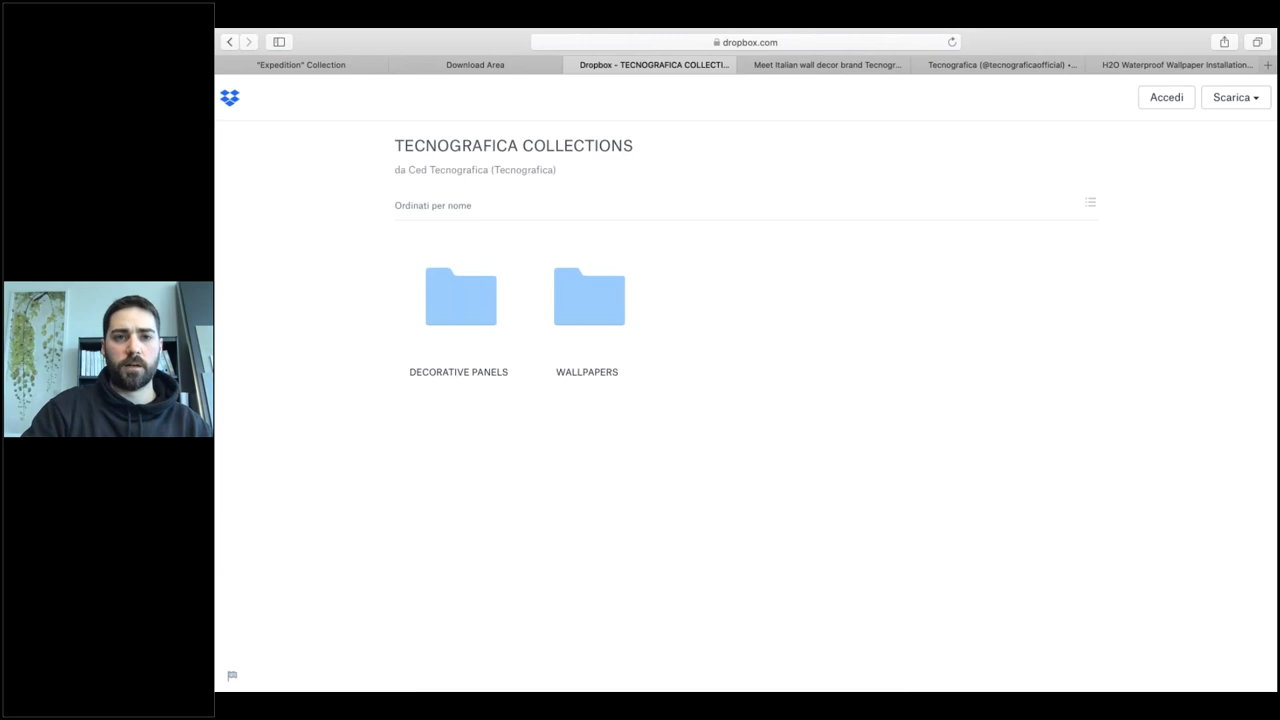 dropbox.com
"Expedition" Collection
Download Area
Dropbox - TECNOGRAFICA COLLECTI...
Meet Italian wall decor brand Tecnogr...
Tecnografica (@tecnograficaofficial) •...
H2O Waterproof Wallpaper Installation...
Accedi
Scarica
TECNOGRAFICA COLLECTIONS
da Ced Tecnografica (Tecnografica)
Ordinati per nome
DECORATIVE PANELS
WALLPAPERS